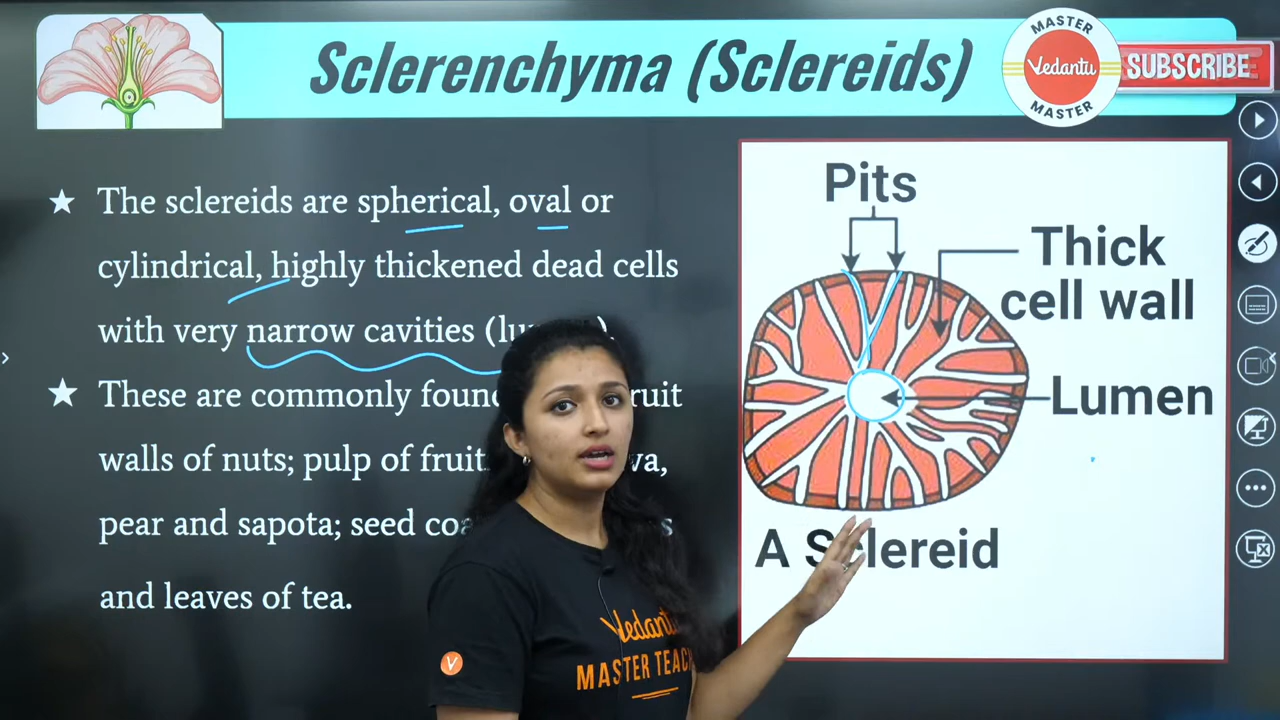 Sclerenchyma (Sclereids)
MASTER
Vedantu
MASTER
SUBSCRIBE
★ The sclereids are spherical, oval or
cylindrical, highly thickened dead cells
with very narrow cavities
★ These are commonly
walls of nuts; pulp of
pear and sapota; seed
and leaves of tea.
Pits
Thick
cell wall
Lumen
A Sclereid
Vedantu
MASTER
V